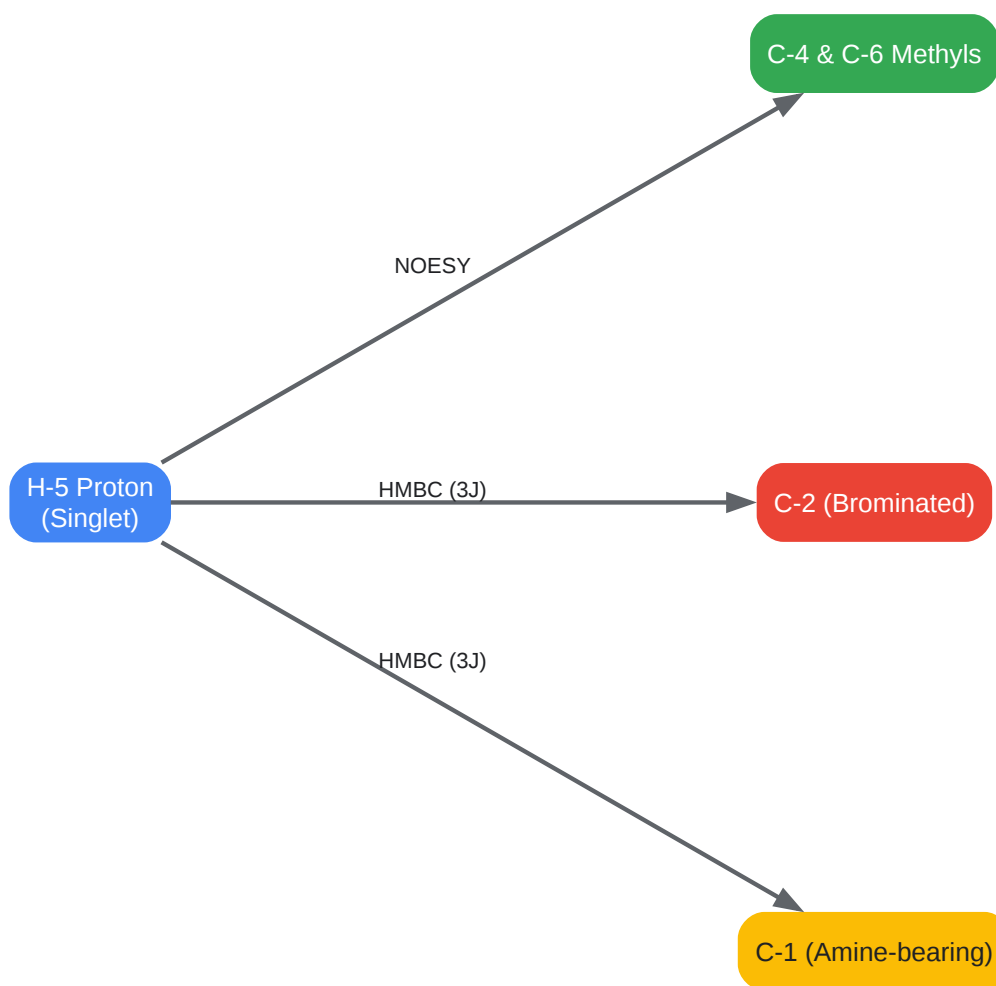 C-4 & C-6 Methyls
NOESY
H-5 Proton
(Singlet)
HMBC (3J)
C-2 (Brominated)
HMBC (3J)
C-1 (Amine-bearing)